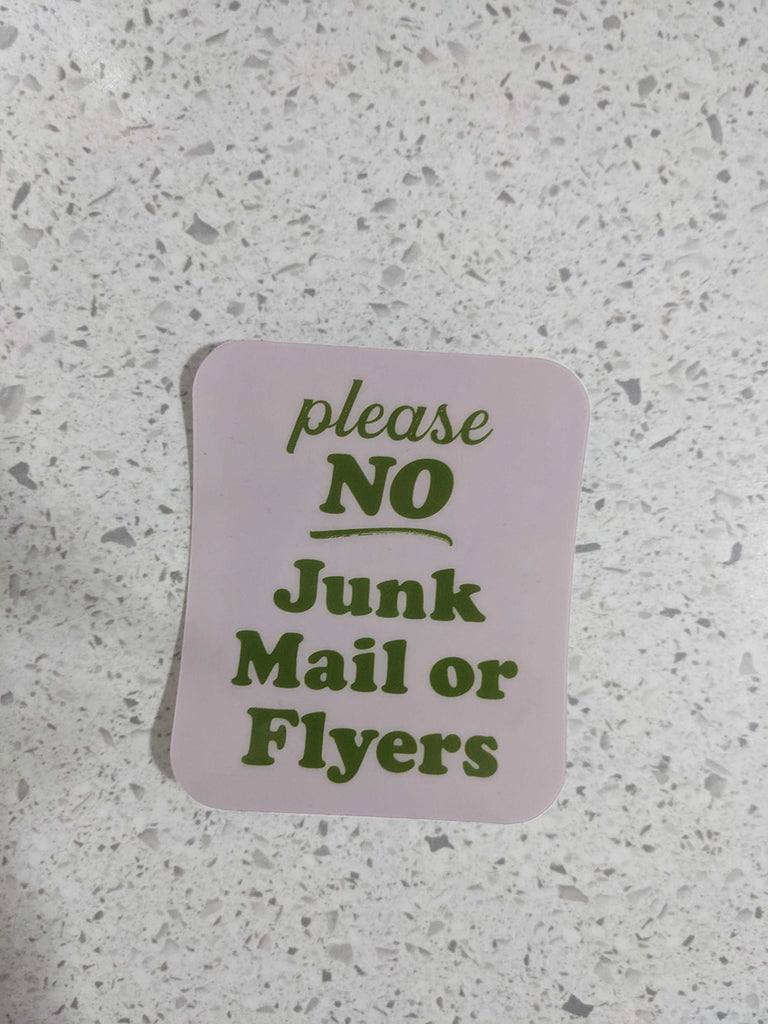 please
NO
Junk
Mail or
Flyers